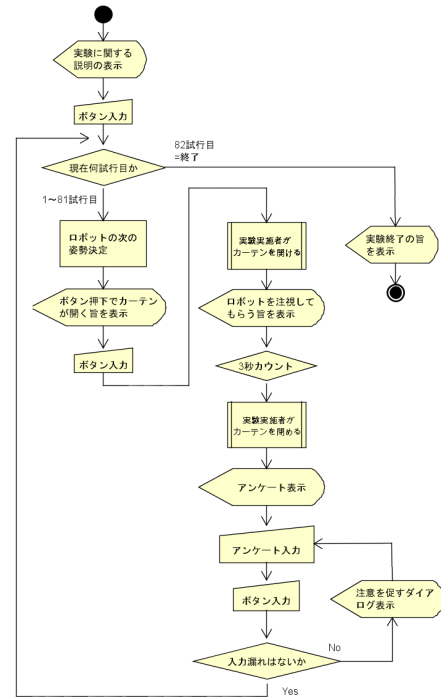 実験に関する
説明の表示
ボタン入力
82試行目
=終了
現在何試行目か
1～81試行目
ロボットの次の
姿勢決定
実験実施者が
カーテンを開ける
実験終了の旨
を表示
ボタン押下でカーテン
が開く旨を表示
ロボットを注視して
もらう旨を表示
ボタン入力
3秒カウント
実験実施者が
カーテンを閉める
アンケート表示
アンケート入力
ボタン入力
注意を促すダイア
ログ表示
入力漏れはないか
No
Yes